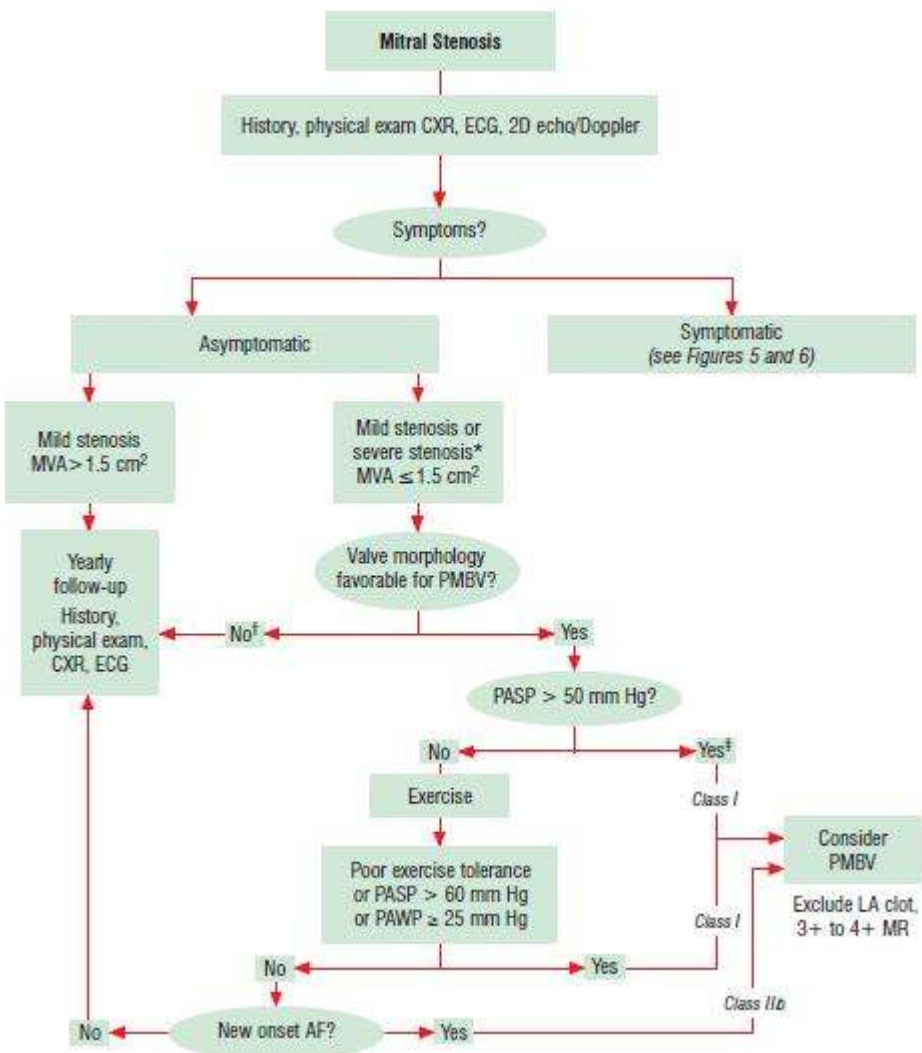 Mitral Stenosis
History, physical exam CXR, ECG, 2D echo/Doppler
Symptoms?
Asymptomatic
Symptomatic
(see Figures 5 and 6)
Mild stenosis
MVA > 1.5 cm²
Mild stenosis or
severe stenosis*
MVA ≤ 1.5 cm²
Yearly
follow-up
History,
physical exam,
CXR, ECG
Valve morphology
favorable for PMBV?
No†
Yes
PASP > 50 mm Hg?
No
Yes‡
Exercise
Class I
Poor exercise tolerance
or PASP > 60 mm Hg
or PAWP ≥ 25 mm Hg
Class I
Consider
PMBV
Exclude LA clot,
3+ to 4+ MR
No
Yes
Class IIb
No
New onset AF?
Yes